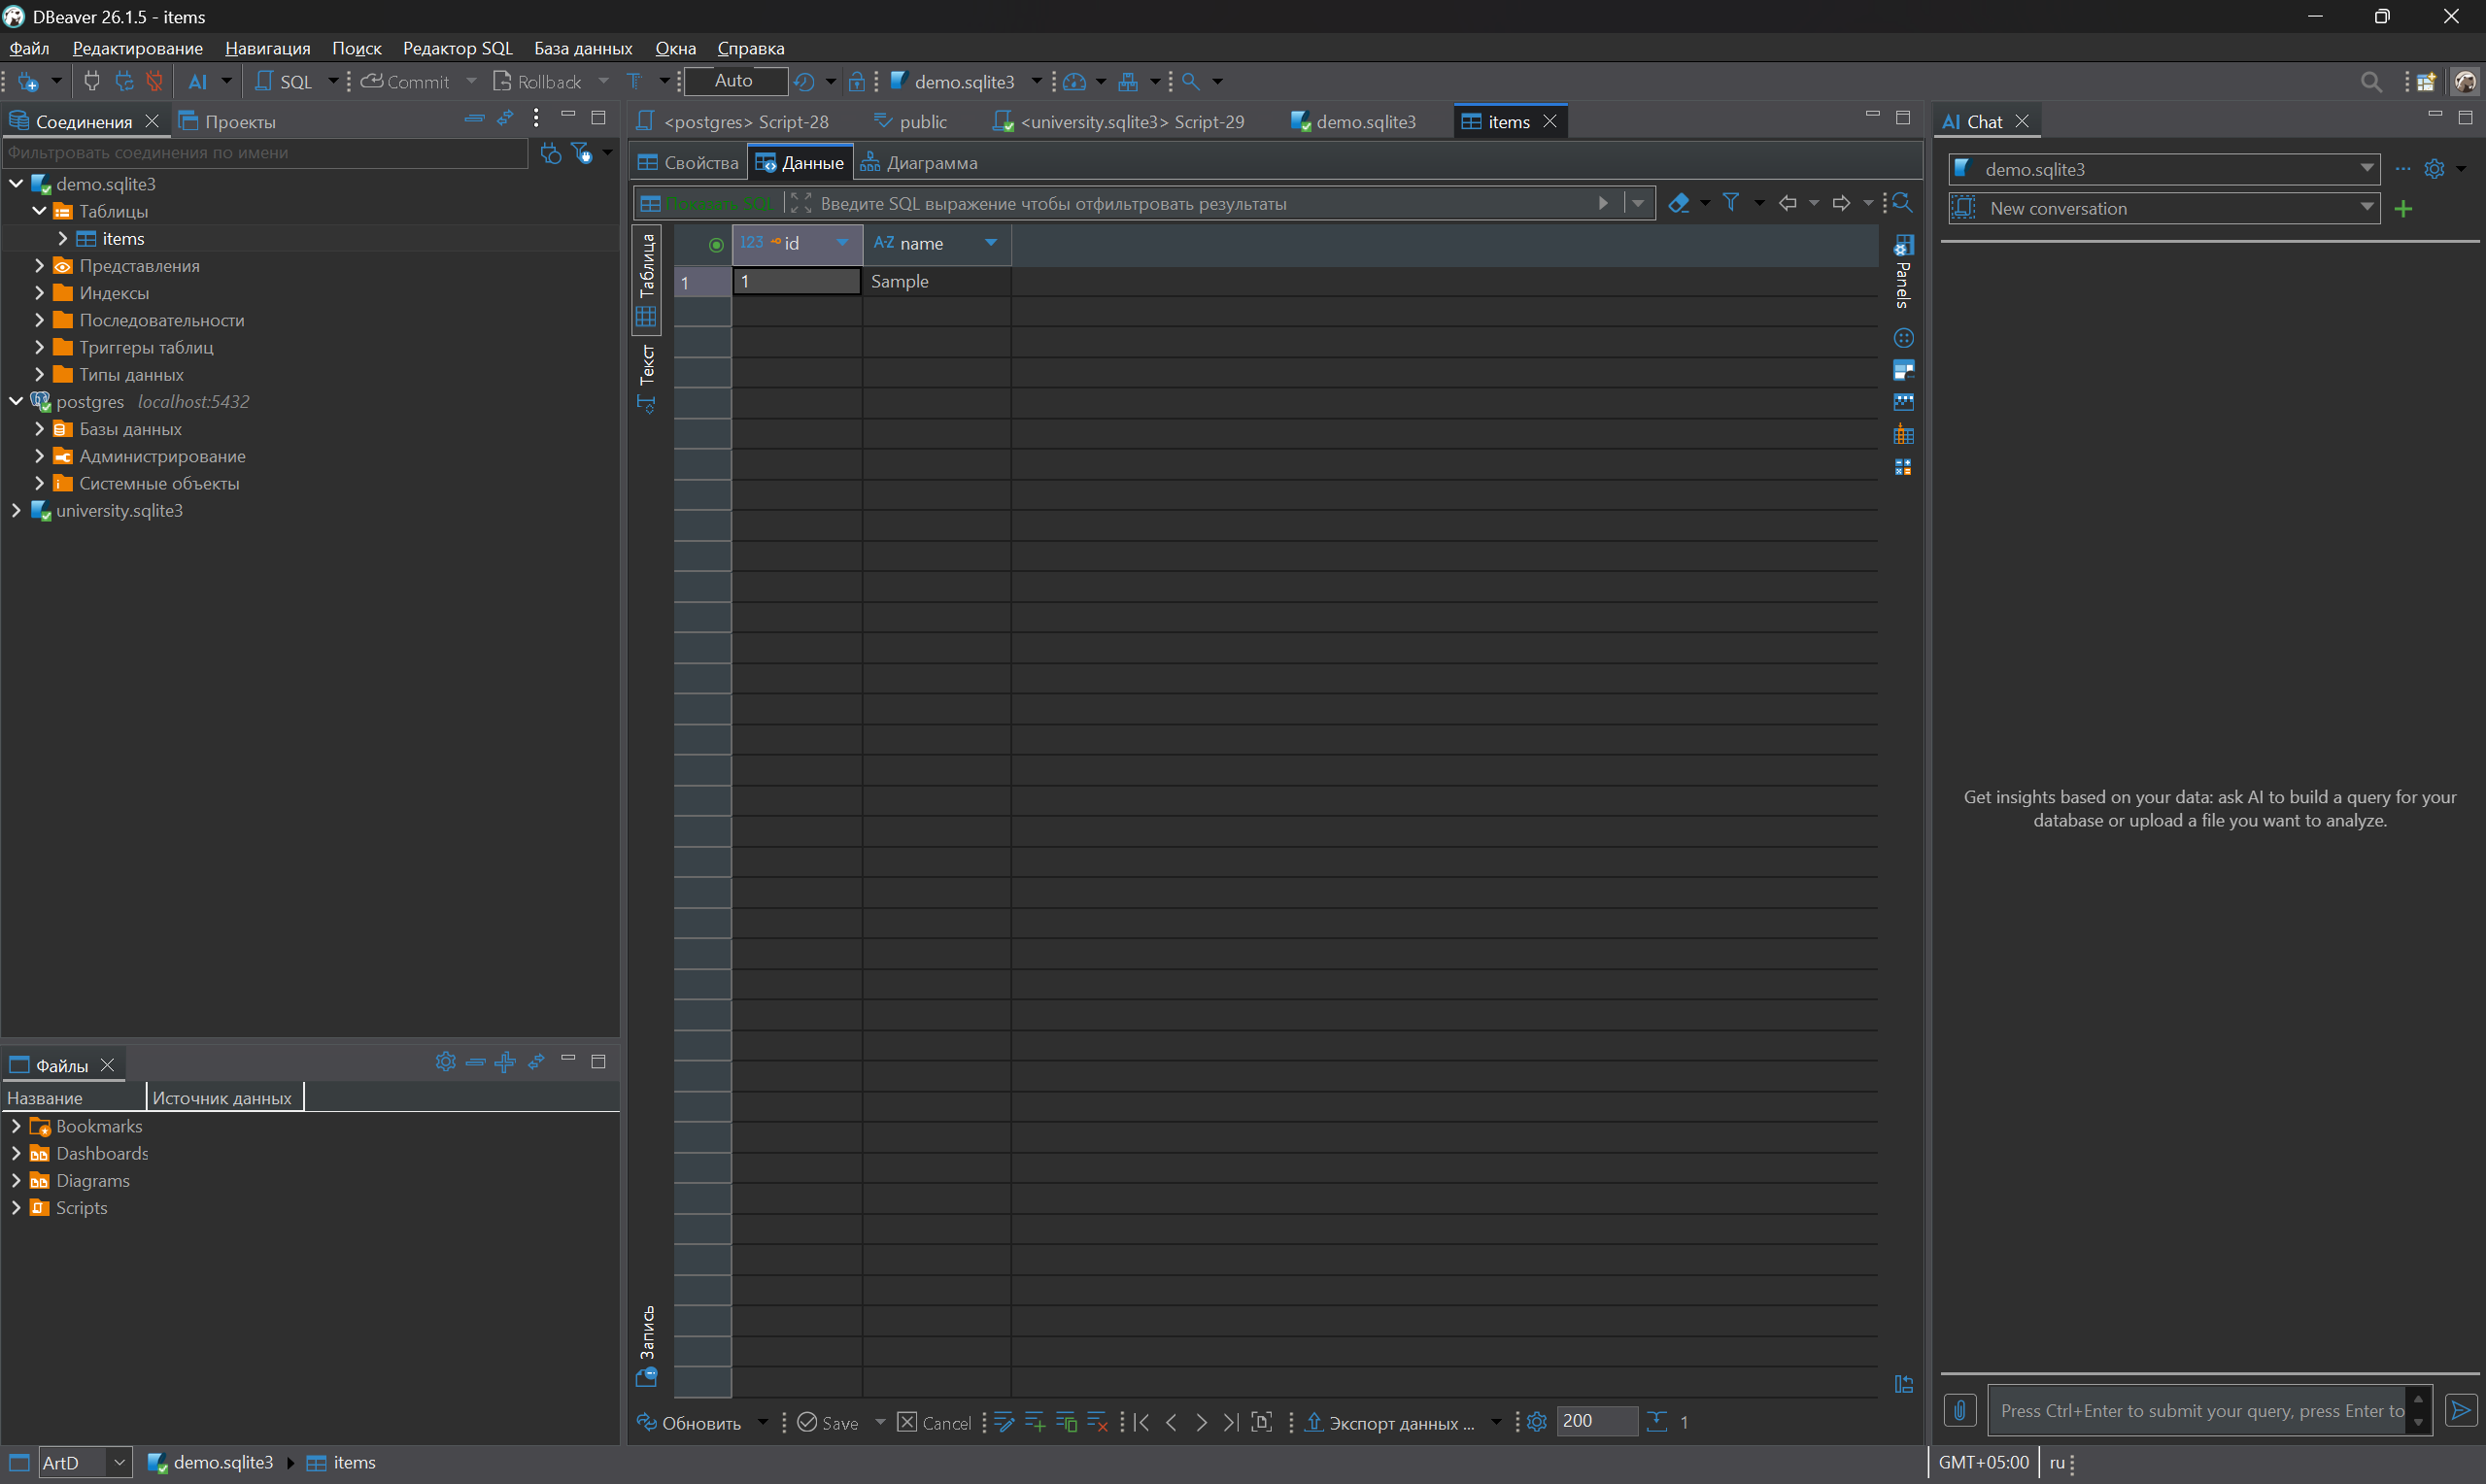 DBeaver 26.1.5 - items
Файл Редактирование Навигация Поиск Редактор SQL База данных Окна Справка
AI SQL Commit Rollback T Auto demo.sqlite3
Соединения Проекты
Фильтровать соединения по имени
demo.sqlite3
Таблицы
items
Представления
Индексы
Последовательности
Триггеры таблиц
Типы данных
postgres localhost:5432
Базы данных
Администрирование
Системные объекты
university.sqlite3
Файлы
Название Источник данных
Bookmarks
Dashboards
Diagrams
Scripts
<postgres> Script-28 public <university.sqlite3> Script-29 demo.sqlite3 items
Свойства Данные Диаграмма
Показать SQL Введите SQL выражение чтобы отфильтровать результаты
Таблица
Текст
Запись
123 id A-Z name
1 1 Sample
Panels
Обновить Save Cancel Экспорт данных ... 200 1
AI Chat
demo.sqlite3
New conversation
Get insights based on your data: ask AI to build a query for your
database or upload a file you want to analyze.
Press Ctrl+Enter to submit your query, press Enter to
ArtD demo.sqlite3 items GMT+05:00 ru